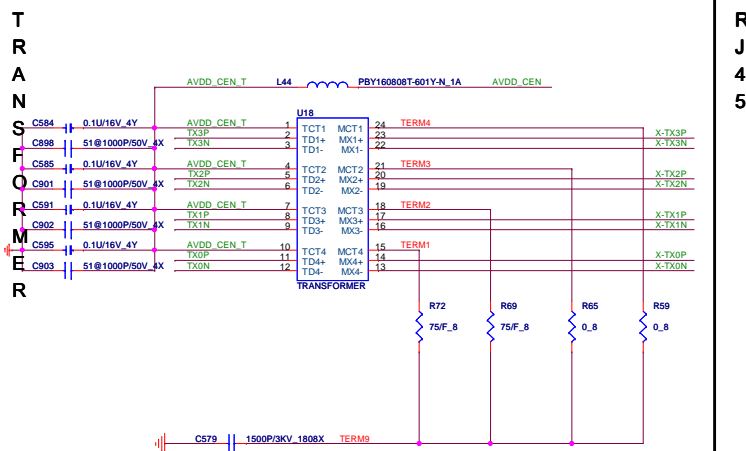 TRANSFORMER
RJ45
AVDD_CEN_T L44 PBY160808T-601Y-N_1A AVDD_CEN
U18
C584 0.1U/16V_4Y AVDD_CEN_T 1 TCT1 MCT1 24 TERM4
TX3P 2 TD1+ MX1+ 23 X-TX3P
C898 51@1000P/50V_4X TX3N 3 TD1- MX1- 22 X-TX3N
C585 0.1U/16V_4Y AVDD_CEN_T 4 TCT2 MCT2 21 TERM3
TX2P 5 TD2+ MX2+ 20 X-TX2P
C901 51@1000P/50V_4X TX2N 6 TD2- MX2- 19 X-TX2N
C591 0.1U/16V_4Y AVDD_CEN_T 7 TCT3 MCT3 18 TERM2
TX1P 8 TD3+ MX3+ 17 X-TX1P
C902 51@1000P/50V_4X TX1N 9 TD3- MX3- 16 X-TX1N
C595 0.1U/16V_4Y AVDD_CEN_T 10 TCT4 MCT4 15 TERM1
TX0P 11 TD4+ MX4+ 14 X-TX0P
C903 51@1000P/50V_4X TX0N 12 TD4- MX4- 13 X-TX0N
TRANSFORMER
R72 R69 R65 R59
75/F_8 75/F_8 0_8 0_8
C579 1500P/3KV_1808X TERM9